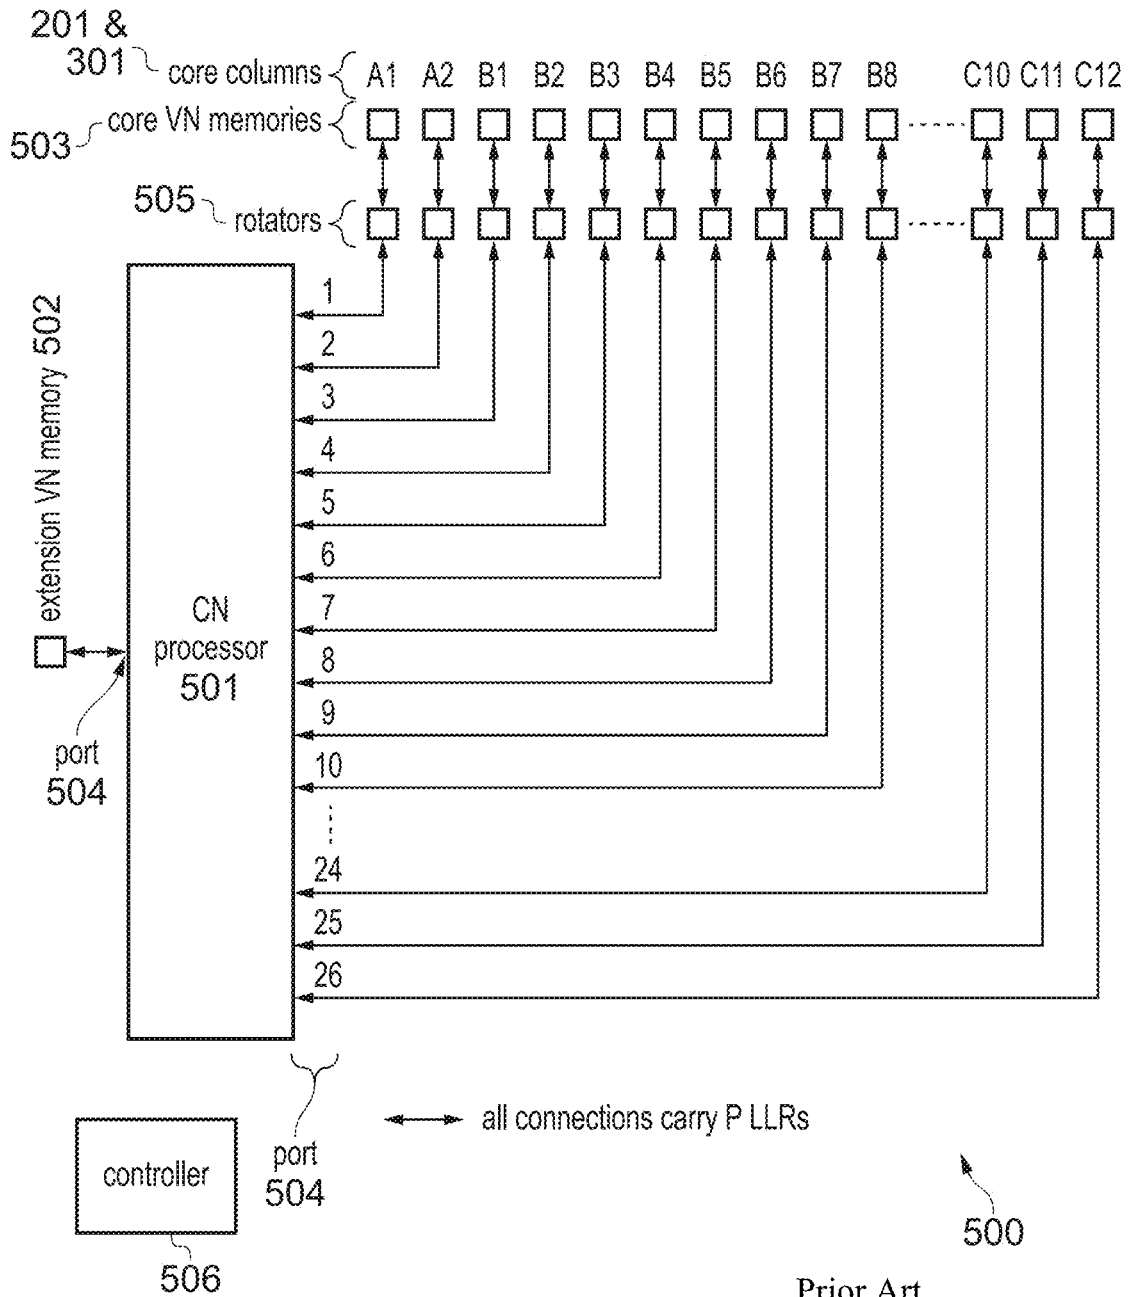 201 &
301 core columns A1 A2 B1 B2 B3 B4 B5 B6 B7 B8 C10 C11 C12
503 core VN memories
505 rotators
extension VN memory 502
1
2
3
4
5
6
7
8
9
10
24
25
26
CN
processor
501
port
504
all connections carry P LLRs
controller
506
port
504
500
Prior Art